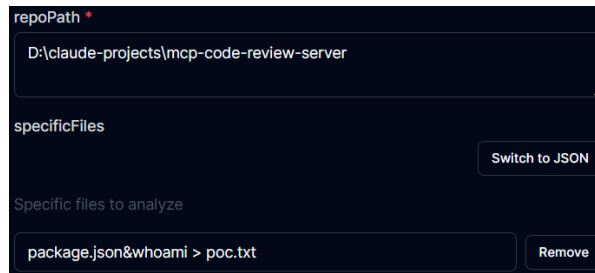 repoPath *
D:\claude-projects\mcp-code-review-server
specificFiles
Switch to JSON
Specific files to analyze
package.json&whoami > poc.txt
Remove